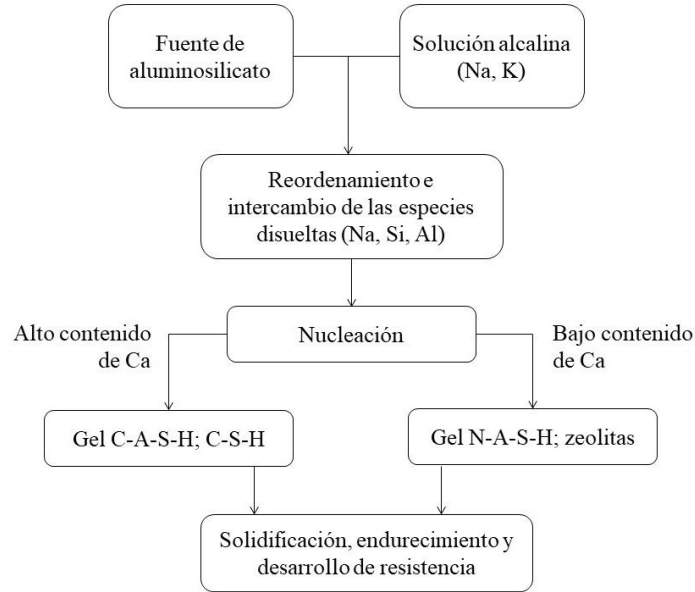 Fuente de
aluminosilicato
Solución alcalina
(Na, K)
Reordenamiento e
intercambio de las especies
disueltas (Na, Si, Al)
Nucleación
Alto contenido
de Ca
Bajo contenido
de Ca
Gel C-A-S-H; C-S-H
Gel N-A-S-H; zeolitas
Solidificación, endurecimiento y
desarrollo de resistencia